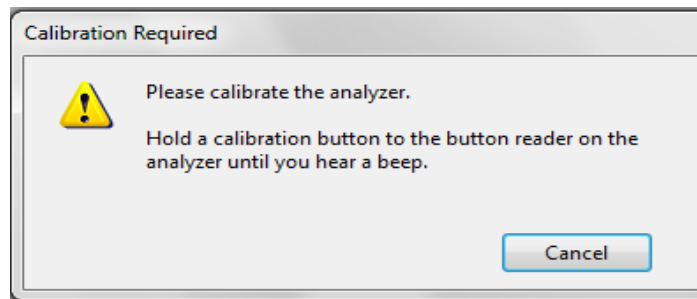 Calibration Required
Please calibrate the analyzer.
Hold a calibration button to the button reader on the
analyzer until you hear a beep.
Cancel